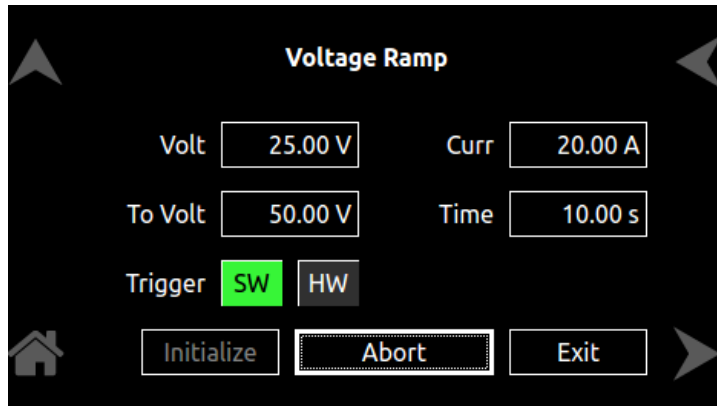 Voltage Ramp
Volt 25.00 V Curr 20.00 A
To Volt 50.00 V Time 10.00 s
Trigger SW HW
Initialize Abort Exit